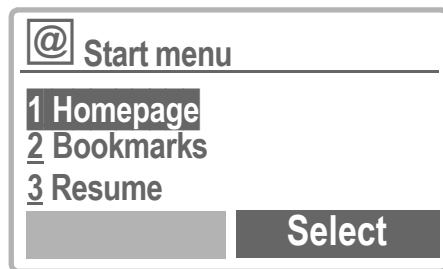 @ Start menu
1 Homepage
2 Bookmarks
3 Resume
Select